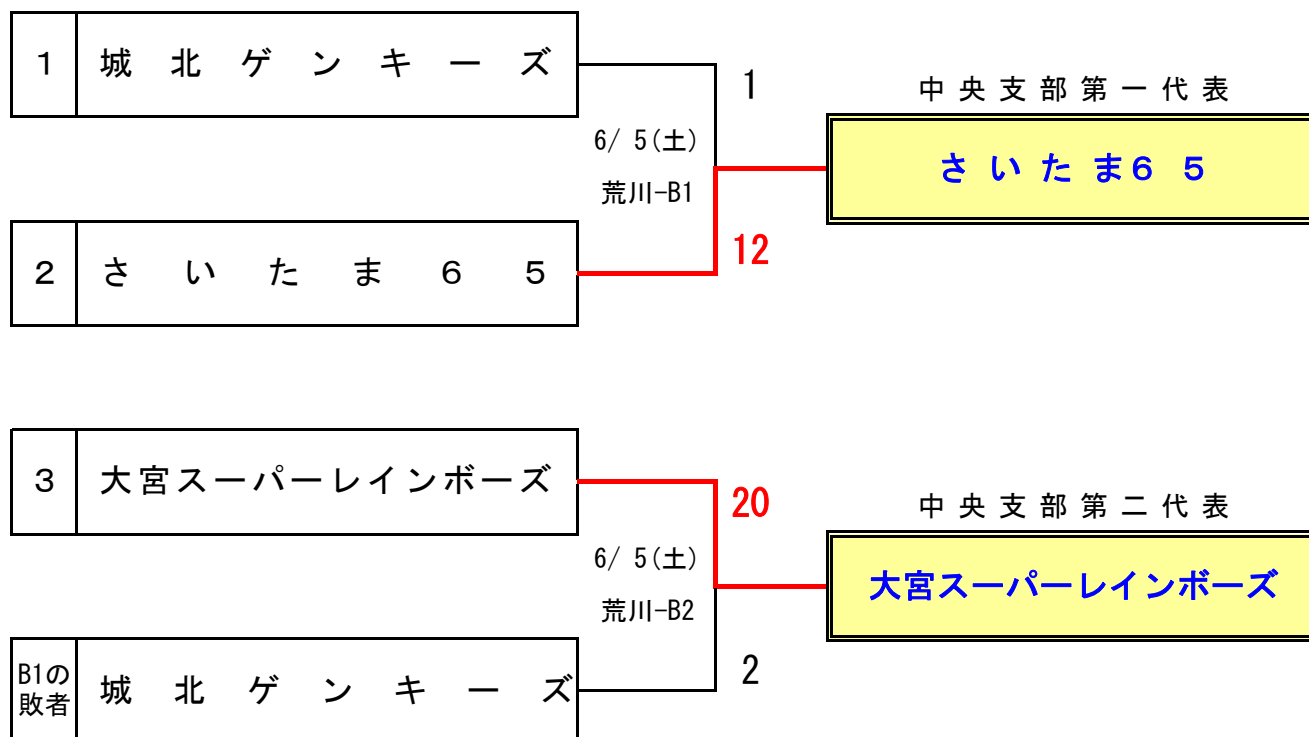 1 城北ゲンキーズ
1
中央支部第一代表
6/ 5(土)
さいたま６５
荒川-B1
12
2 さいたま６５
3 大宮スーパーレインボーズ
20
中央支部第二代表
6/ 5(土)
大宮スーパーレインボーズ
荒川-B2
2
B1の
敗者
城北ゲンキーズ